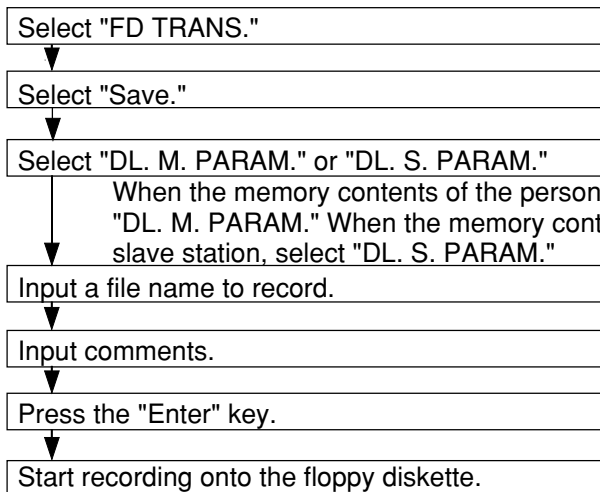 Select "FD TRANS."
Select "Save."
Select "DL. M. PARAM." or "DL. S. PARAM."
When the memory contents of the person
"DL. M. PARAM." When the memory cont
slave station, select "DL. S. PARAM."
Input a file name to record.
Input comments.
Press the "Enter" key.
Start recording onto the floppy diskette.